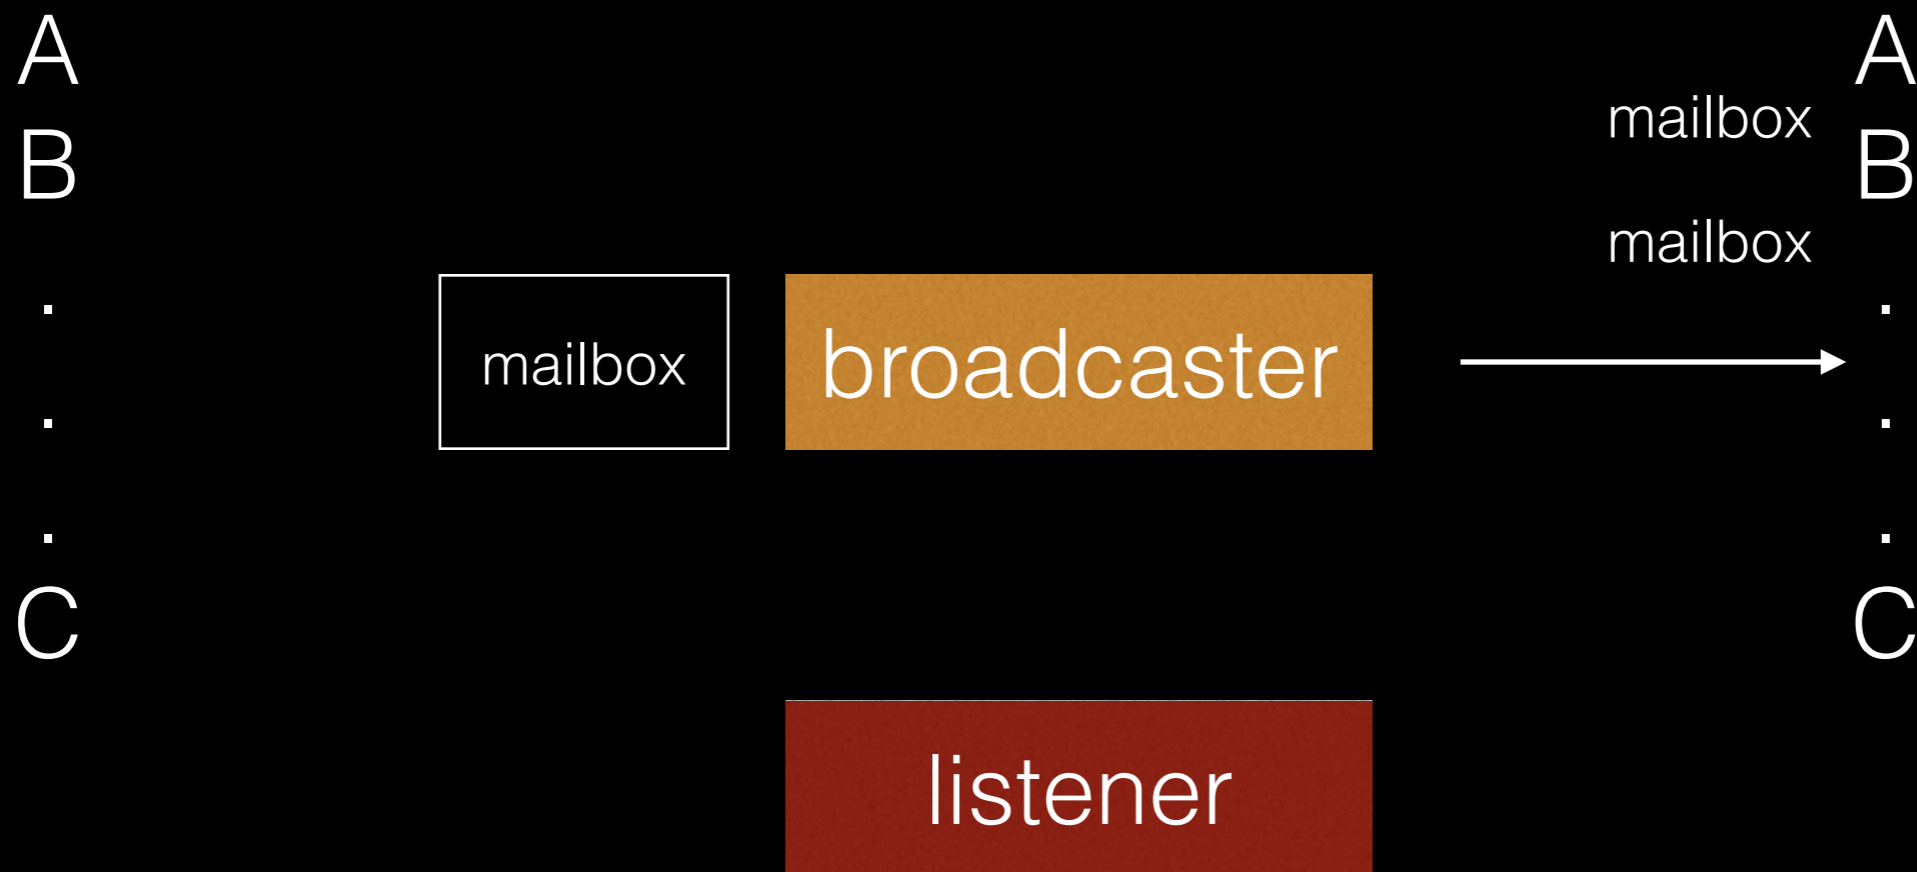 A
B
.
.
.
C
mailbox
broadcaster
listener
mailbox
mailbox
A
B
.
.
.
C